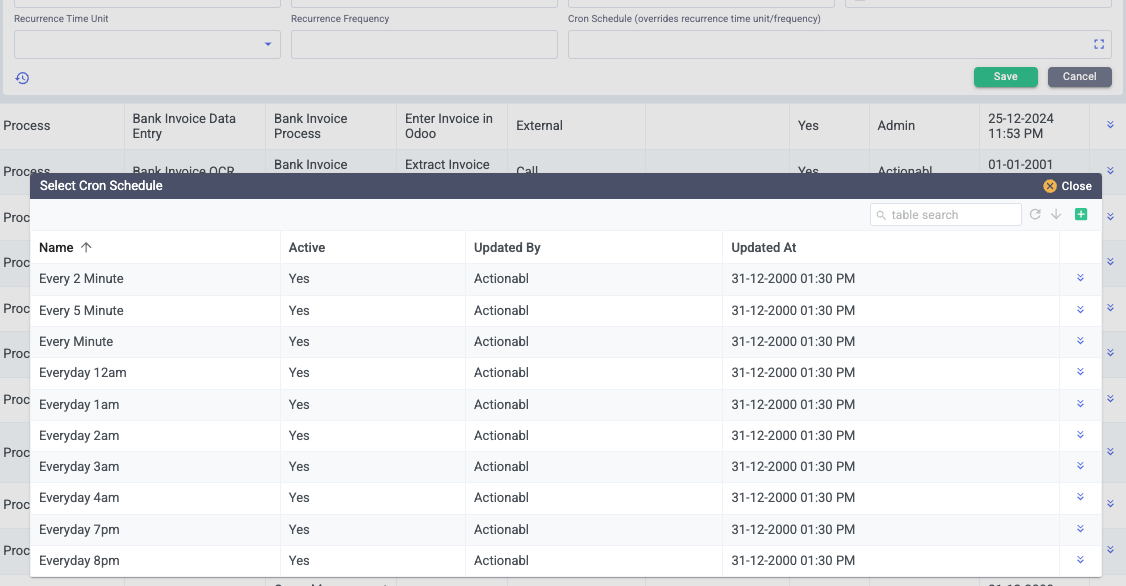 Recurrence Time Unit Recurrence Frequency Cron Schedule (overrides recurrence time unit/frequency)
Save Cancel
Process Bank Invoice Data Entry Bank Invoice Process Enter Invoice in Odoo External Yes Admin 25-12-2024 11:53 PM
Process Bank Invoice OCR Bank Invoice Extract Invoice Call Yes Actionabl 01-01-2001
Select Cron Schedule Close
Proc
table search
Name Active Updated By Updated At
Proc
Every 2 Minute Yes Actionabl 31-12-2000 01:30 PM
Proc
Every 5 Minute Yes Actionabl 31-12-2000 01:30 PM
Every Minute Yes Actionabl 31-12-2000 01:30 PM
Proc
Everyday 12am Yes Actionabl 31-12-2000 01:30 PM
Proc
Everyday 1am Yes Actionabl 31-12-2000 01:30 PM
Everyday 2am Yes Actionabl 31-12-2000 01:30 PM
Proc
Everyday 3am Yes Actionabl 31-12-2000 01:30 PM
Everyday 4am Yes Actionabl 31-12-2000 01:30 PM
Proc
Everyday 7pm Yes Actionabl 31-12-2000 01:30 PM
Proc
Everyday 8pm Yes Actionabl 31-12-2000 01:30 PM